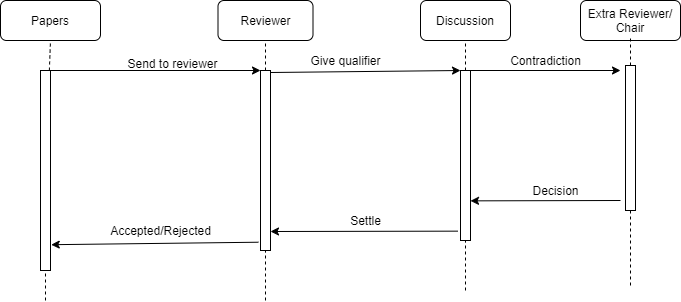 Papers
Reviewer
Discussion
Extra Reviewer/
Chair
Send to reviewer
Give qualifier
Contradiction
Decision
Settle
Accepted/Rejected